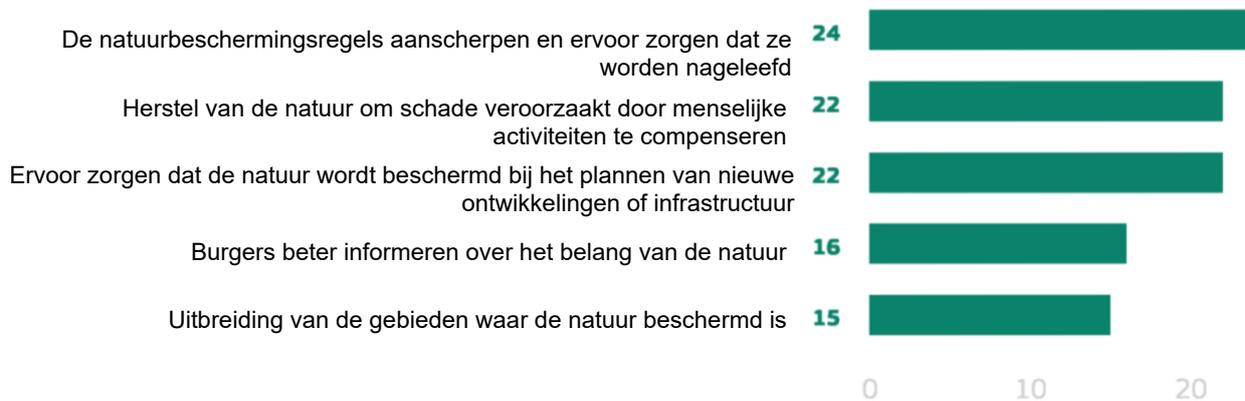 De natuurbeschermingsregels aanscherpen en ervoor zorgen dat ze 24
worden nageleefd
Herstel van de natuur om schade veroorzaakt door menselijke 22
activiteiten te compenseren
Ervoor zorgen dat de natuur wordt beschermd bij het plannen van nieuwe 22
ontwikkelingen of infrastructuur
Burgers beter informeren over het belang van de natuur 16
Uitbreiding van de gebieden waar de natuur beschermd is 15
0 10 20